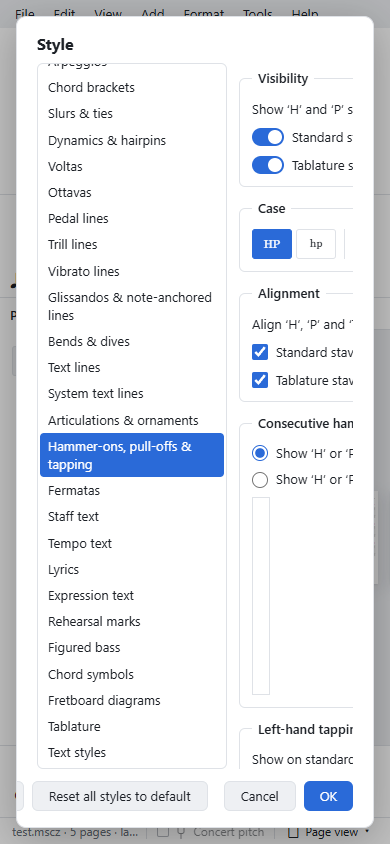 File Edit View Add Format Tools Help
Style
Arpeggios
Chord brackets
Slurs & ties
Dynamics & hairpins
Voltas
Ottavas
Pedal lines
Trill lines
Vibrato lines
Glissandos & note-anchored
lines
Bends & dives
Text lines
System text lines
Articulations & ornaments
Hammer-ons, pull-offs &
tapping
Fermatas
Staff text
Tempo text
Lyrics
Expression text
Rehearsal marks
Figured bass
Chord symbols
Fretboard diagrams
Tablature
Text styles
Visibility
Show ‘H’ and ‘P’ s
Standard st
Tablature s
Case
HP
hp
Alignment
Align ‘H’, ‘P’ and ‘T
Standard stav
Tablature stav
Consecutive han
Show ‘H’ or ‘P
Show ‘H’ or ‘P
Left-hand tappin
Show on standard
Reset all styles to default
Cancel
OK
test.mscz · 5 pages · la...
Concert pitch
Page view